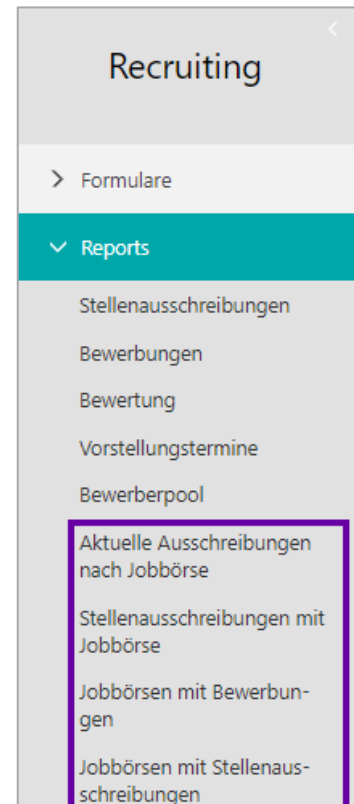 Recruiting
Formulare
Reports
Stellenausschreibungen
Bewerbungen
Bewertung
Vorstellungstermine
Bewerberpool
Aktuelle Ausschreibungen
nach Jobbörse
Stellenausschreibungen mit
Jobbörse
Jobbörsen mit Bewerbun-
gen
Jobbörsen mit Stellenaus-
schreibungen